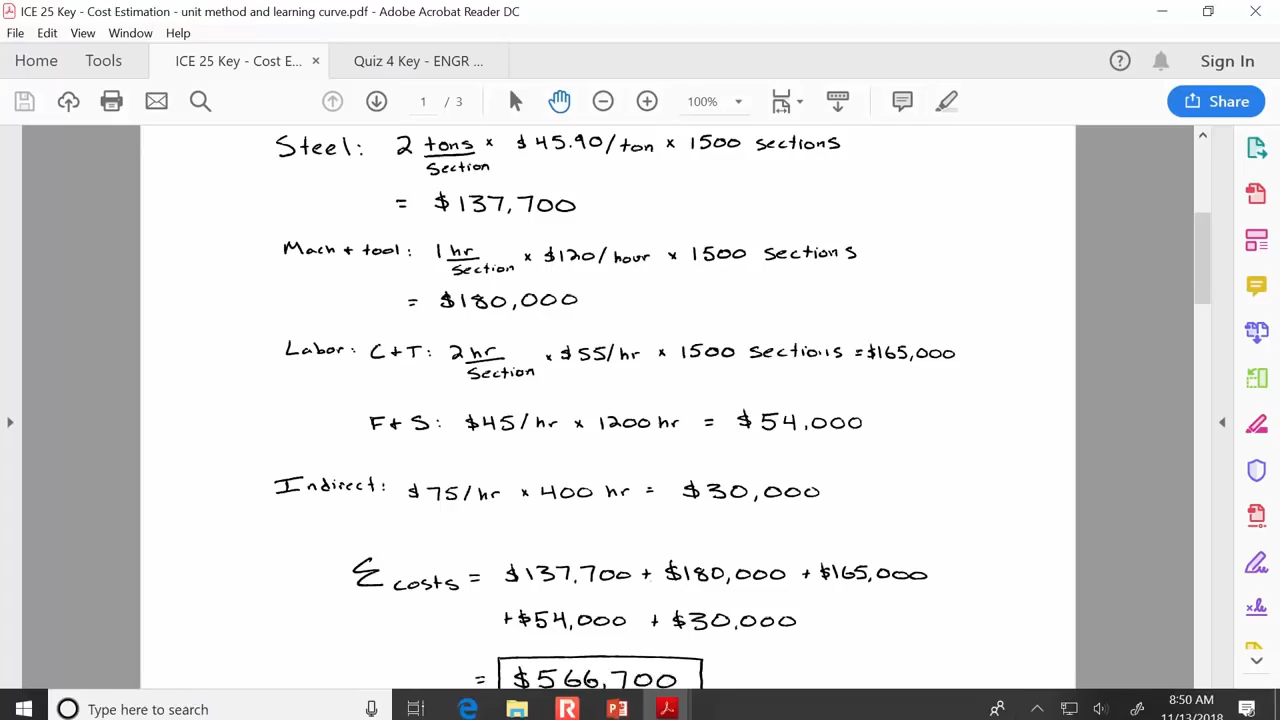 ICE 25 Key - Cost Estimation - unit method and learning curve.pdf - Adobe Acrobat Reader DC
File Edit View Window Help
Home Tools ICE 25 Key - Cost E... × Quiz 4 Key - ENGR ... Sign In
1 / 3 100% Share
Steel: 2 tons/section × $45.90/ton × 1500 sections
= $137,700
Mach + tool: 1 hr/section × $120/hour × 1500 sections
= $180,000
Labor: C+T: 2 hr/section × $55/hr × 1500 sections = $165,000
F+S: $45/hr × 1200 hr = $54,000
Indirect: $75/hr × 400 hr = $30,000
Σ costs = $137,700 + $180,000 + $165,000
+ $54,000 + $30,000
= $566,700
Type here to search
8:50 AM
11/13/2018